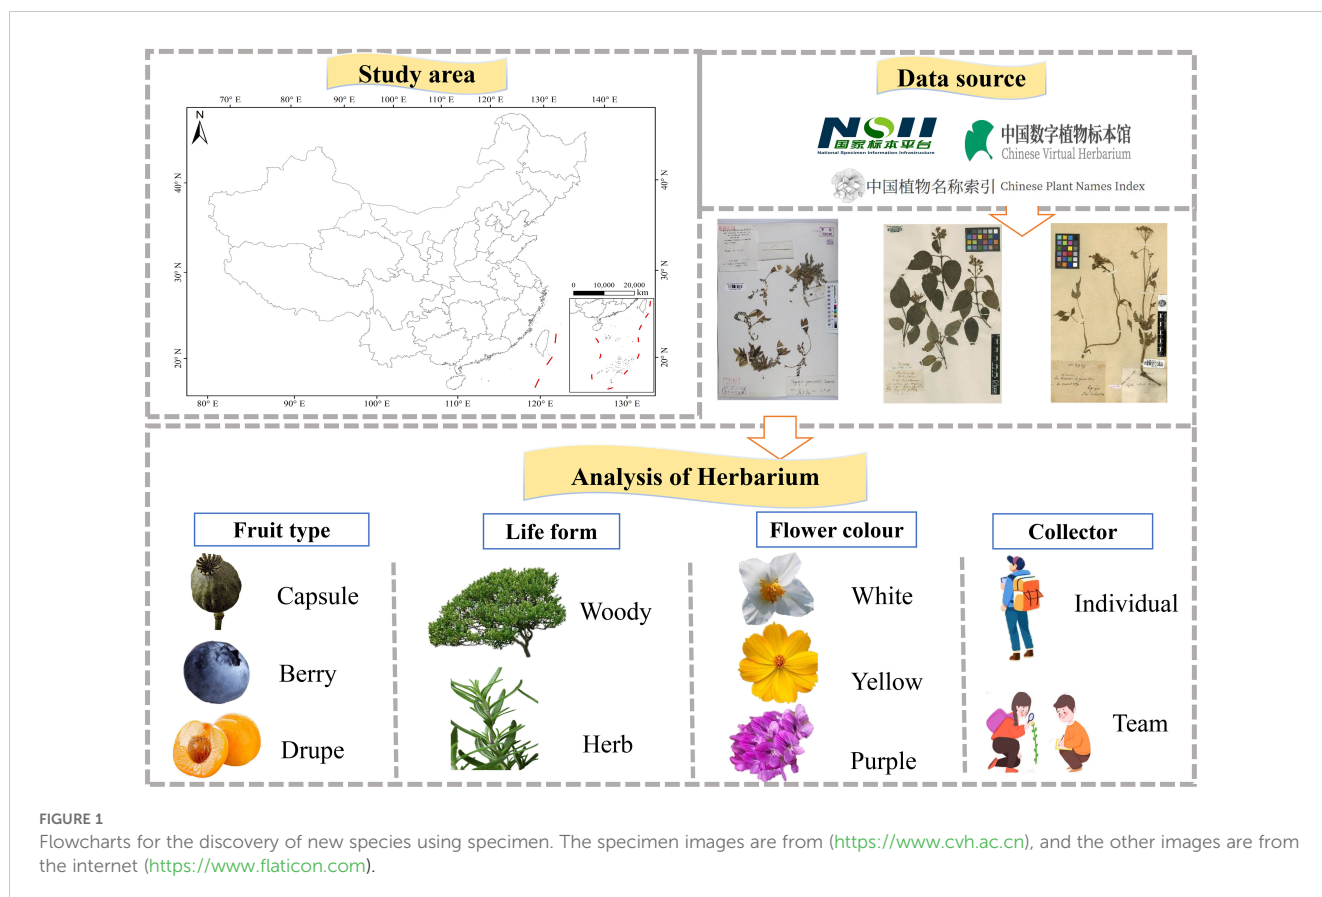 Study area
70° E 80° E 90° E 100° E 110° E 120° E 130° E 140° E
N
40° N 40° N
30° N 30° N
0 10,000 20,000
km
20° N 20° N
80° E 90° E 100° E 110° E 120° E 130° E
Data source
NSII
国家标本平台
National Specimen Information Infrastructure
中国数字植物标本馆
Chinese Virtual Herbarium
中国植物名称索引 Chinese Plant Names Index
Analysis of Herbarium
Fruit type
Capsule
Berry
Drupe
Life form
Woody
Herb
Flower colour
White
Yellow
Purple
Collector
Individual
Team
FIGURE 1
Flowcharts for the discovery of new species using specimen. The specimen images are from (https://www.cvh.ac.cn), and the other images are from
the internet (https://www.flaticon.com).